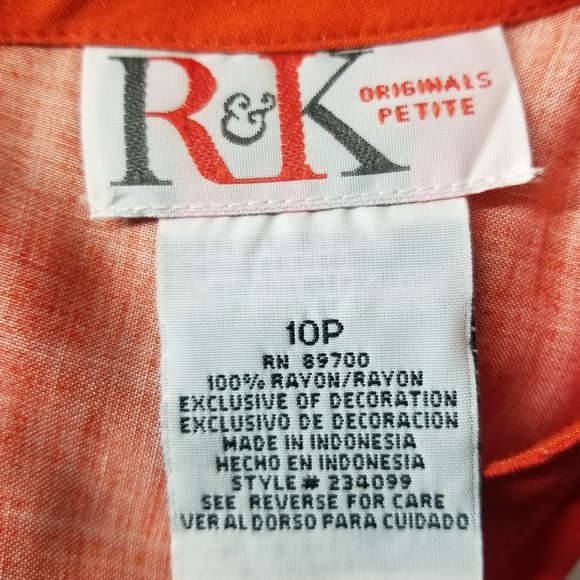 R&K ORIGINALS
PETITE
10P
RN 89700
100% RAYON/RAYON
EXCLUSIVE OF DECORATION
EXCLUSIVO DE DECORACION
MADE IN INDONESIA
HECHO EN INDONESIA
STYLE# 234099
SEE REVERSE FOR CARE
VER AL DORSO PARA CUIDADO